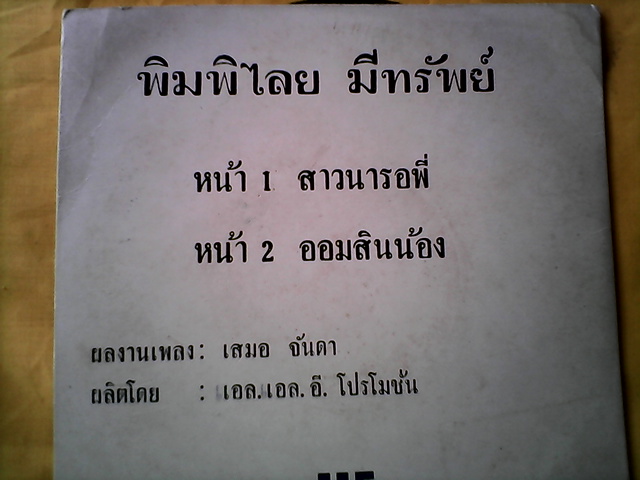 พิมพิไลย มีทรัพย์
หน้า 1 สาวนารอพี่
หน้า 2 ออมสินน้อง
ผลงานเพลง : เสมอ จันดา
ผลิตโดย : เอล.เอล.อี. โปรโมชั่น